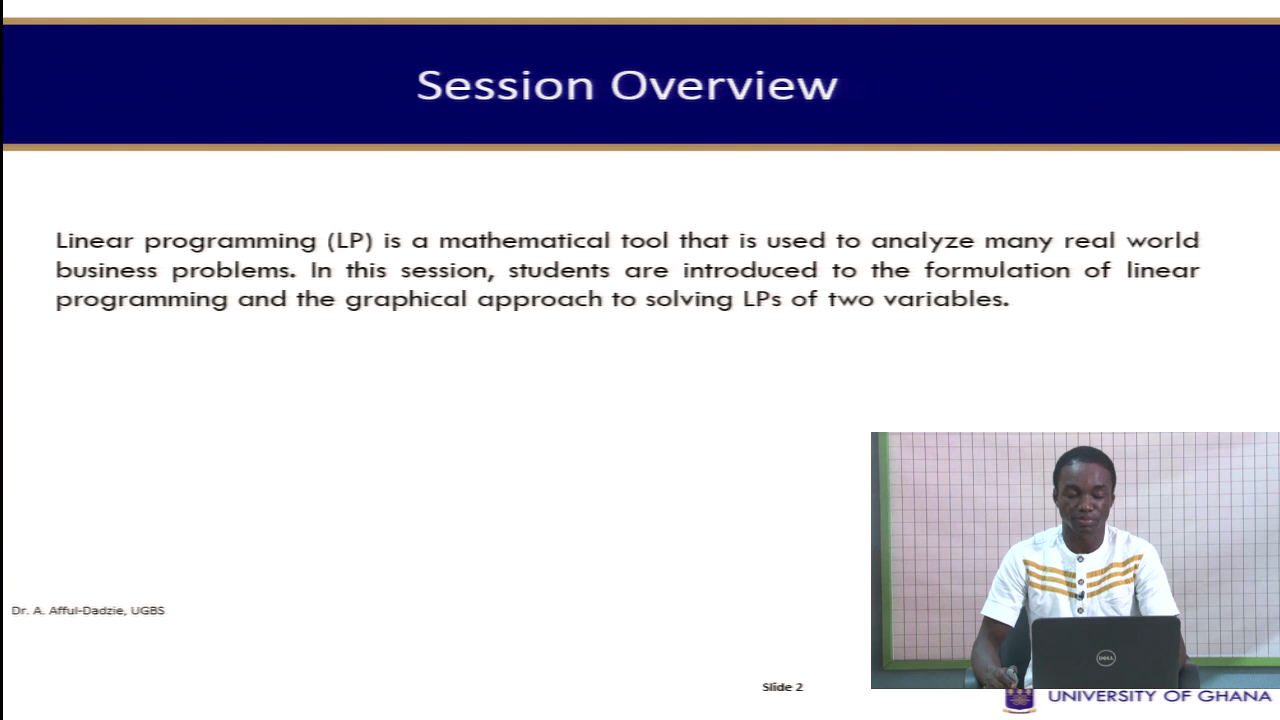 Session Overview
Linear programming (LP) is a mathematical tool that is used to analyze many real world
business problems. In this session, students are introduced to the formulation of linear
programming and the graphical approach to solving LPs of two variables.
Dr. A. Afful-Dadzie, UGBS
DELL
Slide 2
UNIVERSITY OF GHANA